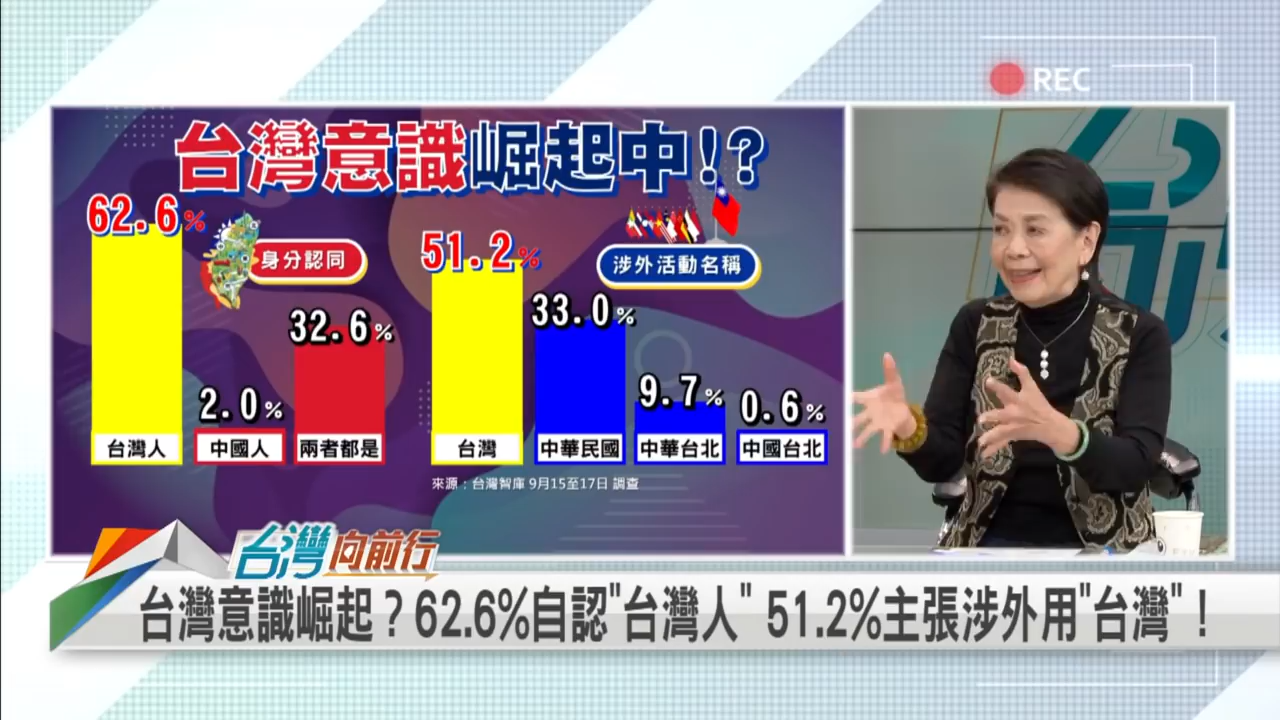 REC
台灣意識崛起中!?
62.6%
身分認同
32.6%
2.0%
台灣人
中國人
兩者都是
51.2%
涉外活動名稱
33.0%
9.7%
0.6%
台灣
中華民國
中華台北
中國台北
來源：台灣智庫 9月15至17日 調查
台灣向前行
台灣意識崛起？62.6%自認"台灣人" 51.2%主張涉外用"台灣"！